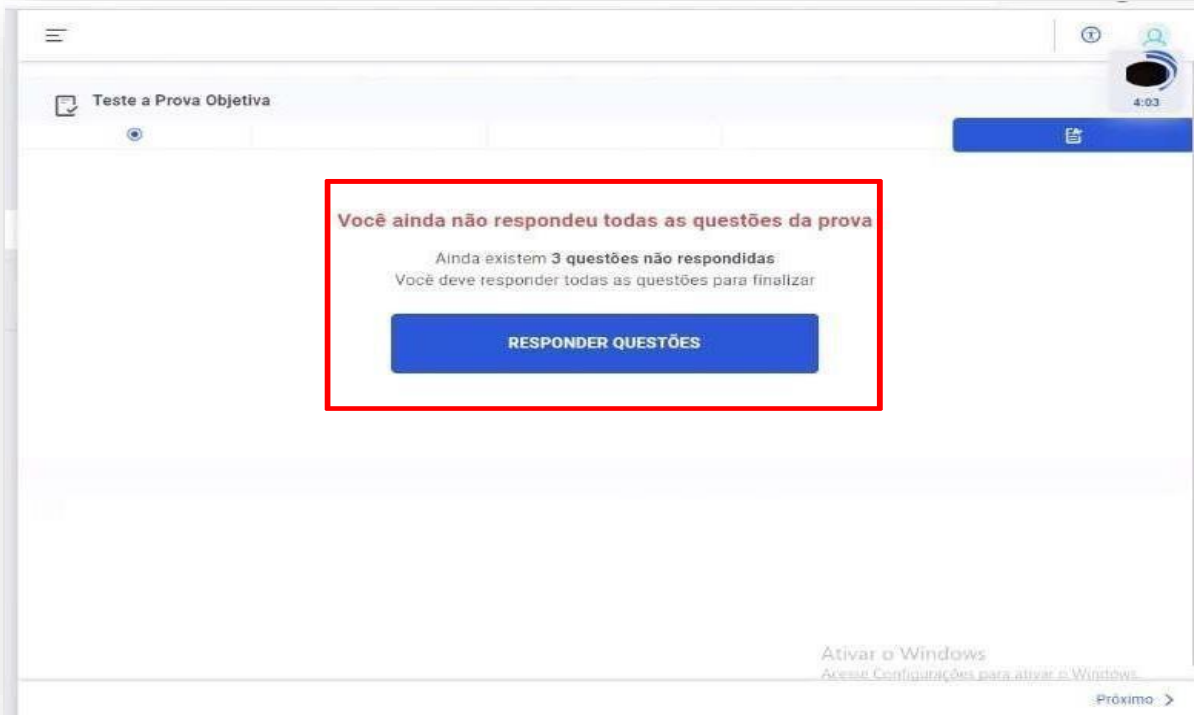 Teste a Prova Objetiva
4:03
Você ainda não respondeu todas as questões da prova
Ainda existem 3 questões não respondidas
Você deve responder todas as questões para finalizar
RESPONDER QUESTÕES
Ativar o Windows
Acesse Configurações para ativar o Windows.
Próximo